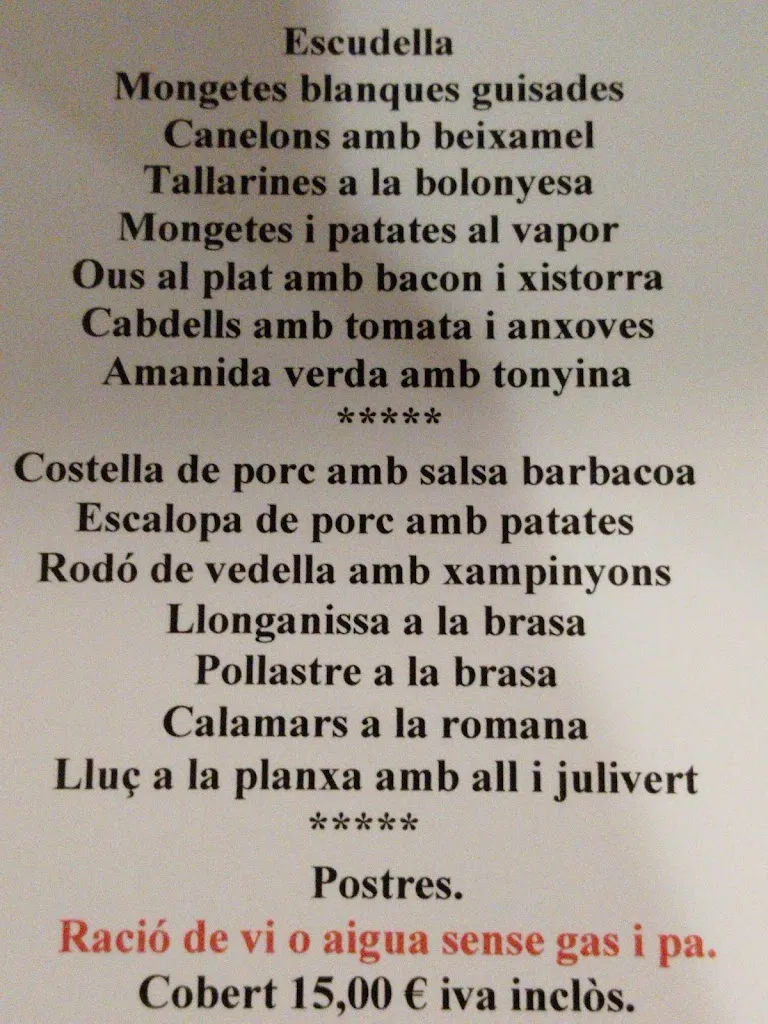 Escudella
Mongetes blanques guisades
Canelons amb beixamel
Tallarines a la bolonyesa
Mongetes i patates al vapor
Ous al plat amb bacon i xistorra
Cabdells amb tomata i anxoves
Amanida verda amb tonyina
*****
Costella de porc amb salsa barbacoa
Escalopa de porc amb patates
Rodó de vedella amb xampinyons
Llonganissa a la brasa
Pollastre a la brasa
Calamars a la romana
Lluç a la planxa amb all i julivert
*****
Postres.
Ració de vi o aigua sense gas i pa.
Cobert 15,00 € iva inclòs.